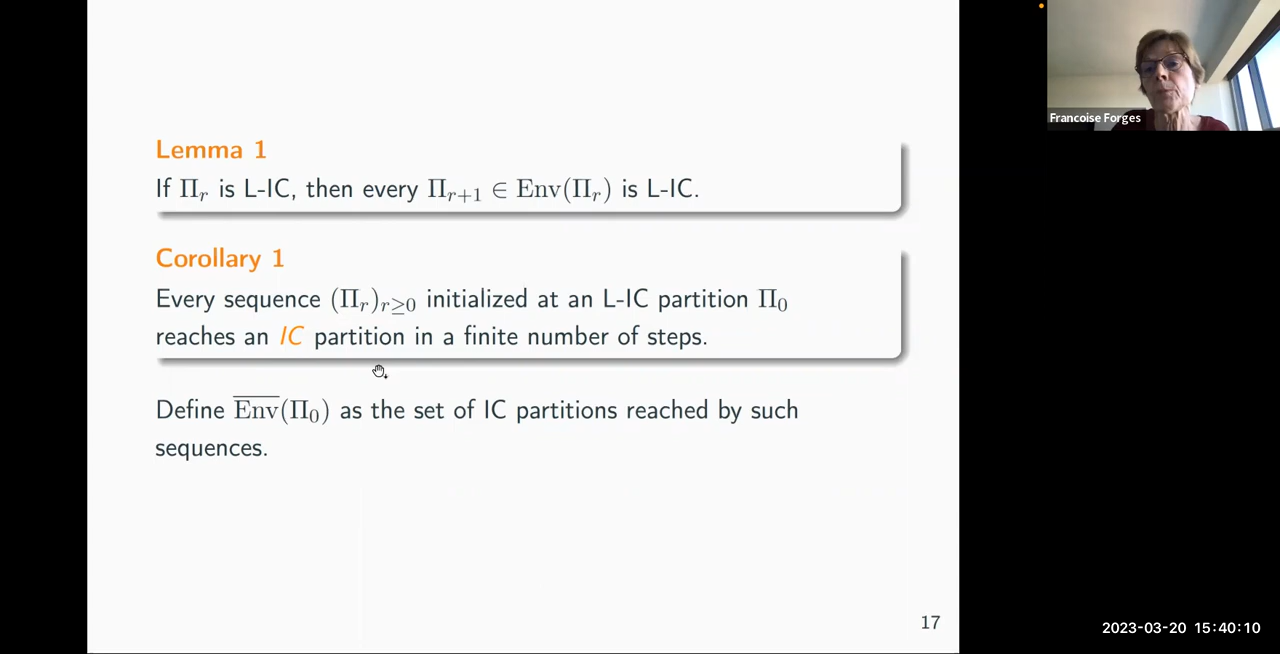 Lemma 1
If Π_r is L-IC, then every Π_{r+1} ∈ Env(Π_r) is L-IC.
Corollary 1
Every sequence (Π_r)_{r≥0} initialized at an L-IC partition Π_0
reaches an IC partition in a finite number of steps.
Define \overline{Env}(Π_0) as the set of IC partitions reached by such
sequences.
17
Francoise Forges
2023-03-20 15:40:10